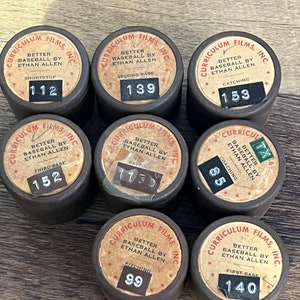 CURRICULUM FILMS, INC.
BETTER
BASEBALL BY
ETHAN ALLEN
SHORTSTOP
112
CURRICULUM FILMS, INC.
BETTER
BASEBALL BY
ETHAN ALLEN
SECOND BASE
139
CURRICULUM FILMS, INC.
BETTER
BASEBALL BY
ETHAN ALLEN
CATCHING
153
CURRICULUM FILMS, INC.
BETTER
BASEBALL BY
ETHAN ALLEN
THIRD BASE
152
CURRICULUM FILMS, INC.
BETTER
BASEBALL BY
ETHAN ALLEN
CURRICULUM
BETTER
BASEBALL BY
ETHAN ALLEN
TX
85
CURRICULUM FILMS, INC.
BETTER
BASEBALL BY
ETHAN ALLEN
99
CURRICULUM FILMS, INC.
BETTER
BASEBALL BY
ETHAN ALLEN
FIRST BASE
140